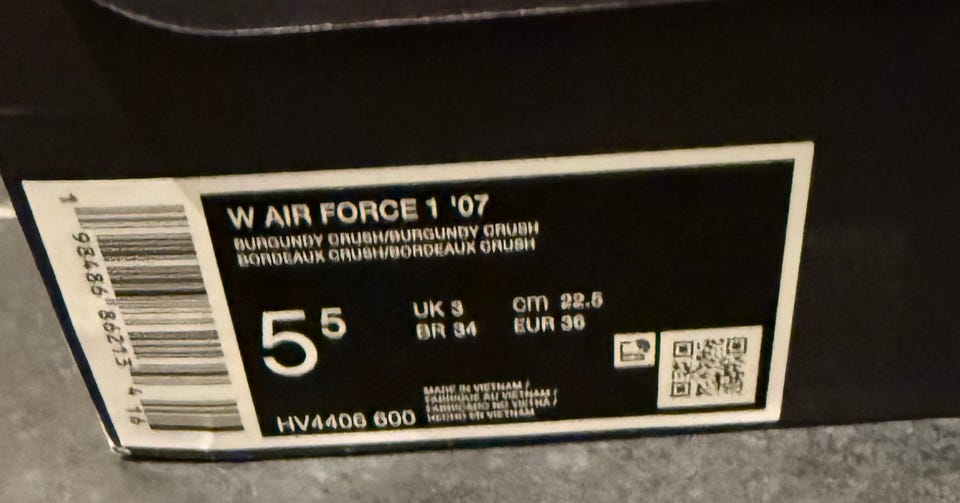 W AIR FORCE 1 '07
BURGUNDY CRUSH/BURGUNDY CRUSH
BORDEAUX CRUSH/BORDEAUX CRUSH
5⁵
UK 3 cm 22.5
BR 34 EUR 36
HV4406 600
MADE IN VIETNAM /
FABRIQUÉ AU VIETNAM /
FABRICADO NO VIETNÃ /
HECHO EN VIETNAM